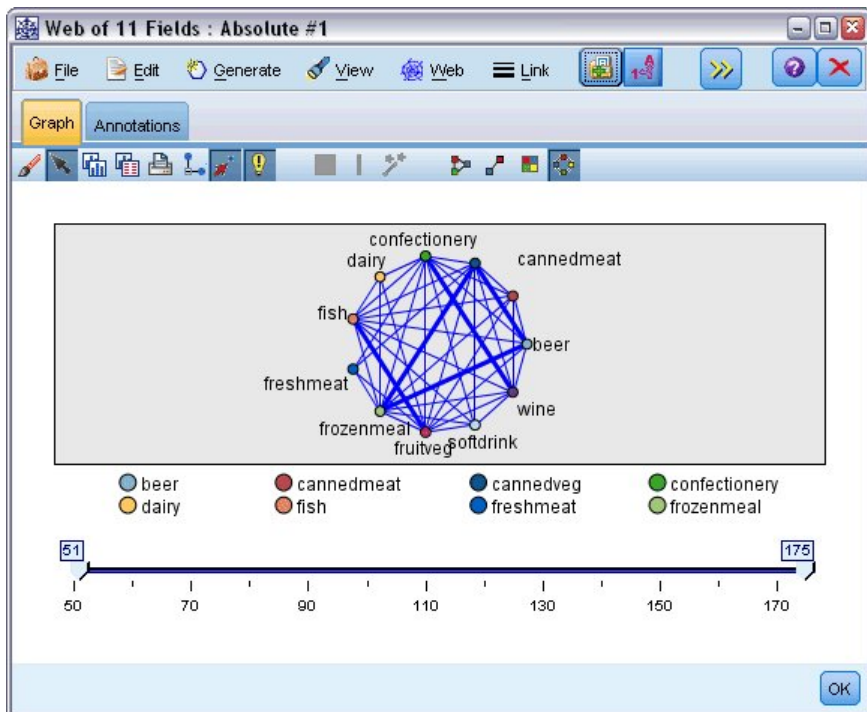 Web of 11 Fields : Absolute #1
File Edit Generate View Web Link
Graph Annotations
confectionery
dairy cannedmeat
fish beer
freshmeat wine
frozenmeal softdrink
fruitveg
beer cannedmeat cannedveg confectionery
dairy fish freshmeat frozenmeal
51 175
50 70 90 110 130 150 170
OK